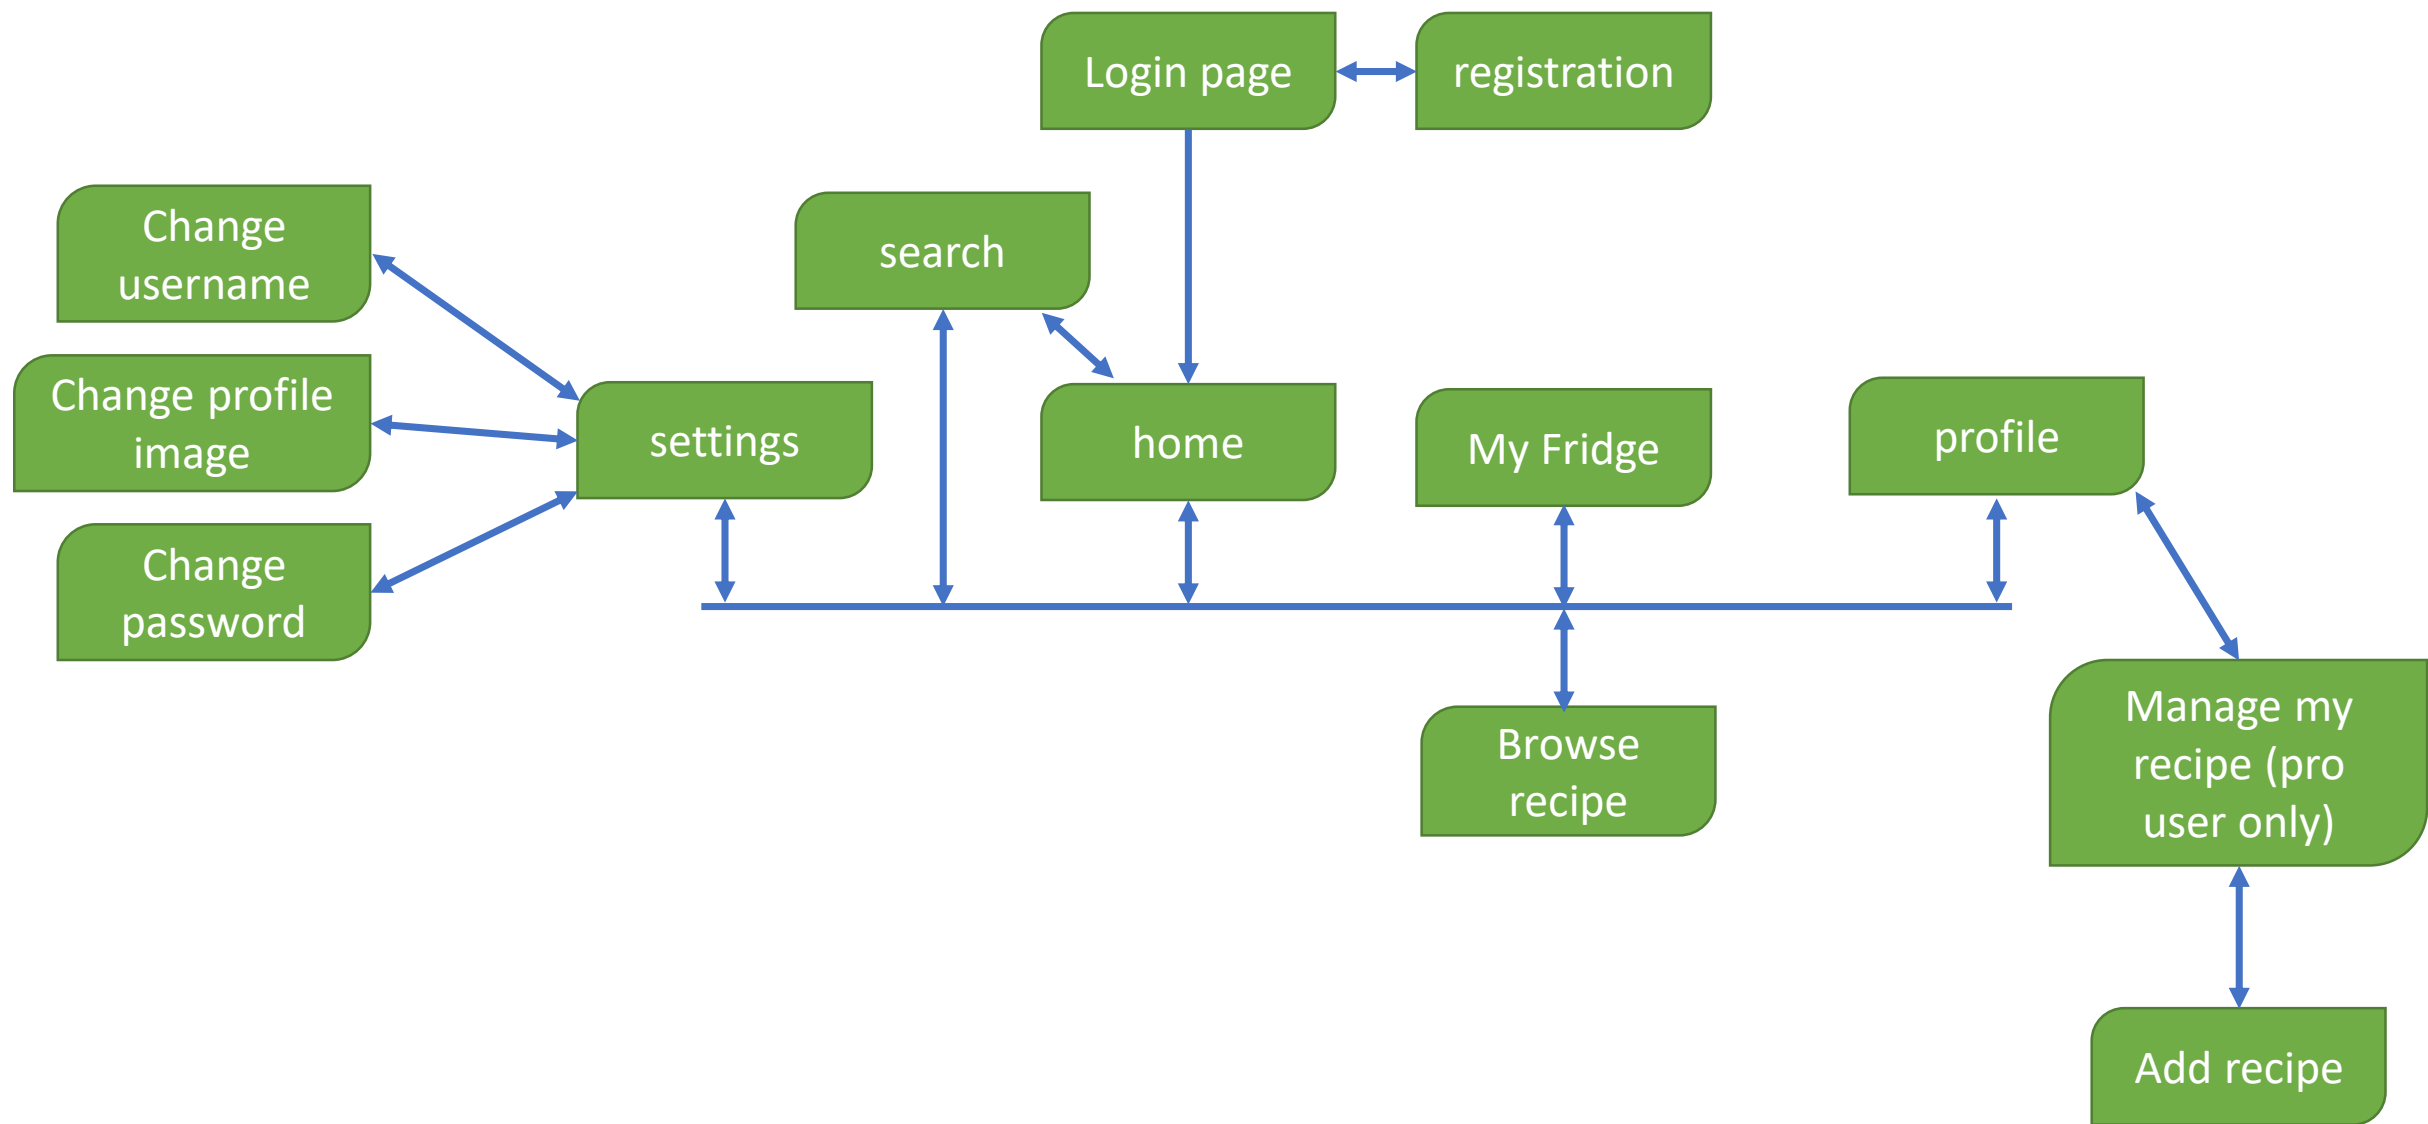 Login page
registration
Change
username
search
Change profile
image
settings
home
My Fridge
profile
Change
password
Browse
recipe
Manage my
recipe (pro
user only)
Add recipe